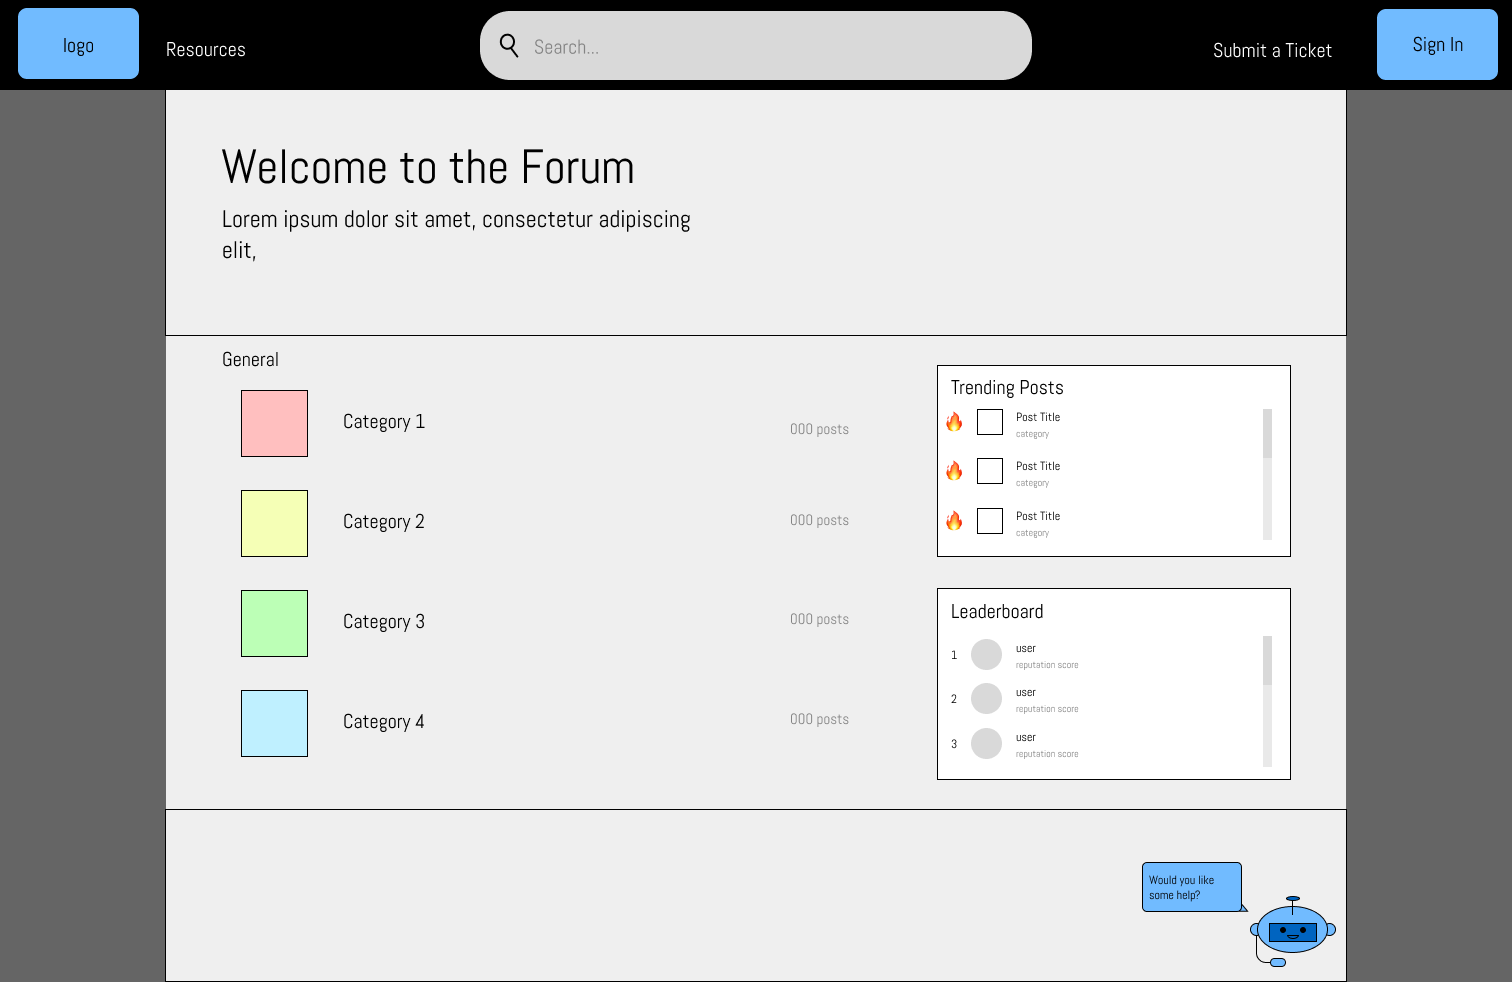 logo
Resources
Search...
Submit a Ticket
Sign In
Welcome to the Forum
Lorem ipsum dolor sit amet, consectetur adipiscing
elit,
General
Category 1
000 posts
Category 2
000 posts
Category 3
000 posts
Category 4
000 posts
Trending Posts
Post Title
category
Post Title
category
Post Title
category
Leaderboard
1
user
reputation score
2
user
reputation score
3
user
reputation score
Would you like
some help?